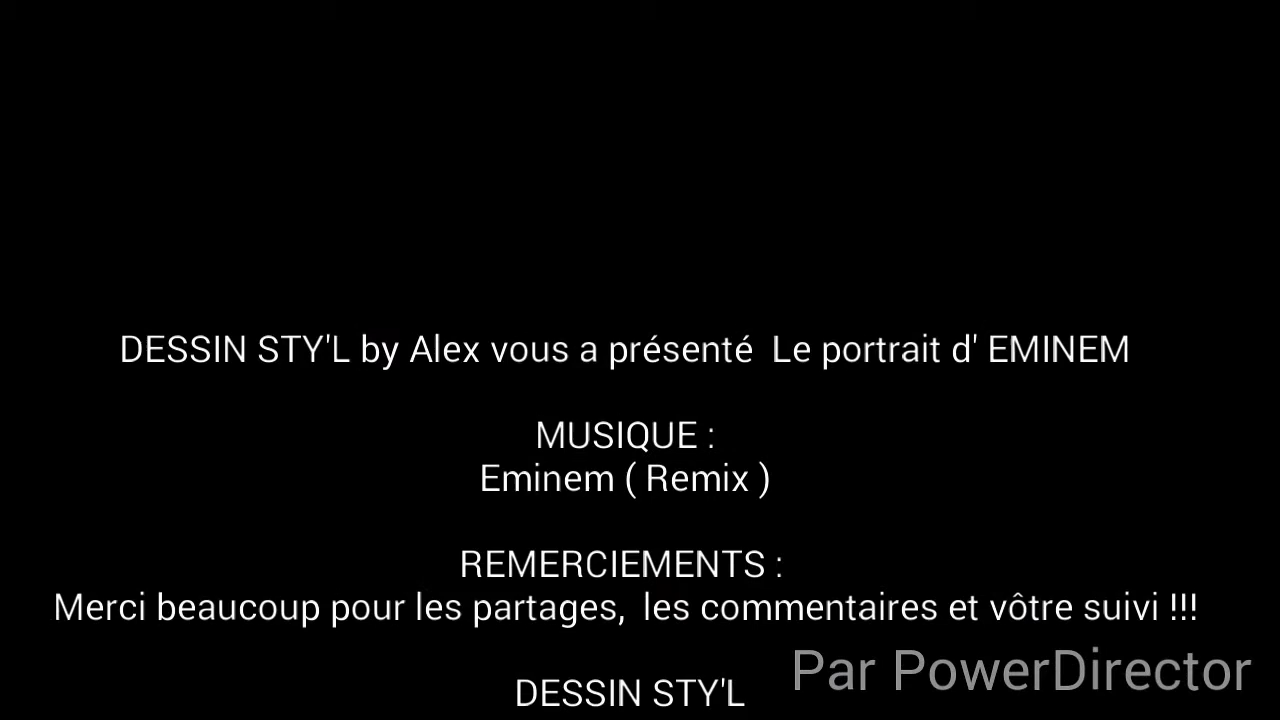 DESSIN STY'L by Alex vous a présenté  Le portrait d' EMINEM
MUSIQUE :
Eminem ( Remix )
REMERCIEMENTS :
Merci beaucoup pour les partages,  les commentaires et vôtre suivi !!!
Par PowerDirector
DESSIN STY'L